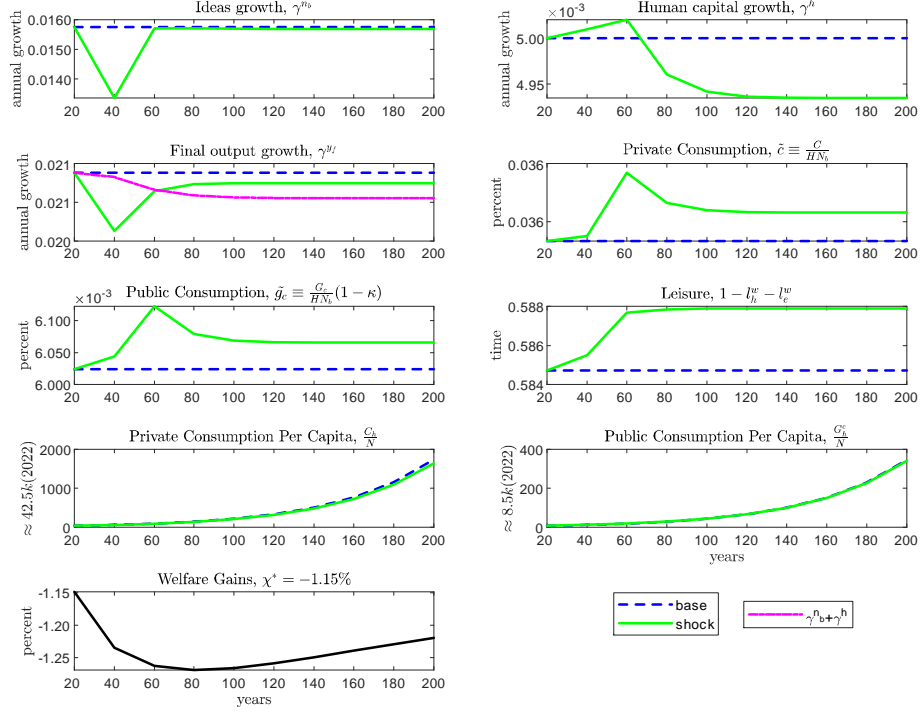 Ideas growth, γ^{n_b}
annual growth
0.0160
0.0140
20 40 60 80 100 120 140 160 180 200
Human capital growth, γ^h
×10⁻³
annual growth
5.00
4.95
20 40 60 80 100 120 140 160 180 200
Final output growth, γ^{y_f}
annual growth
0.021
0.021
0.020
20 40 60 80 100 120 140 160 180 200
Private Consumption, c̃ ≡ C/(HN_b)
percent
0.036
0.036
20 40 60 80 100 120 140 160 180 200
Public Consumption, g̃_c ≡ G_c/(HN_b)(1 − κ)
×10⁻³
percent
6.100
6.050
6.000
20 40 60 80 100 120 140 160 180 200
Leisure, 1 − l_h^w − l_e^w
time
0.588
0.586
0.584
20 40 60 80 100 120 140 160 180 200
Private Consumption Per Capita, C_h/N
≈ 42.5k(2022)
2000
1000
0
20 40 60 80 100 120 140 160 180 200
Public Consumption Per Capita, G_h^c/N
≈ 8.5k(2022)
400
200
0
20 40 60 80 100 120 140 160 180 200
years
Welfare Gains, χ* = −1.15%
percent
-1.15
-1.20
-1.25
20 40 60 80 100 120 140 160 180 200
years
base
shock
γ^{n_b}+γ^h